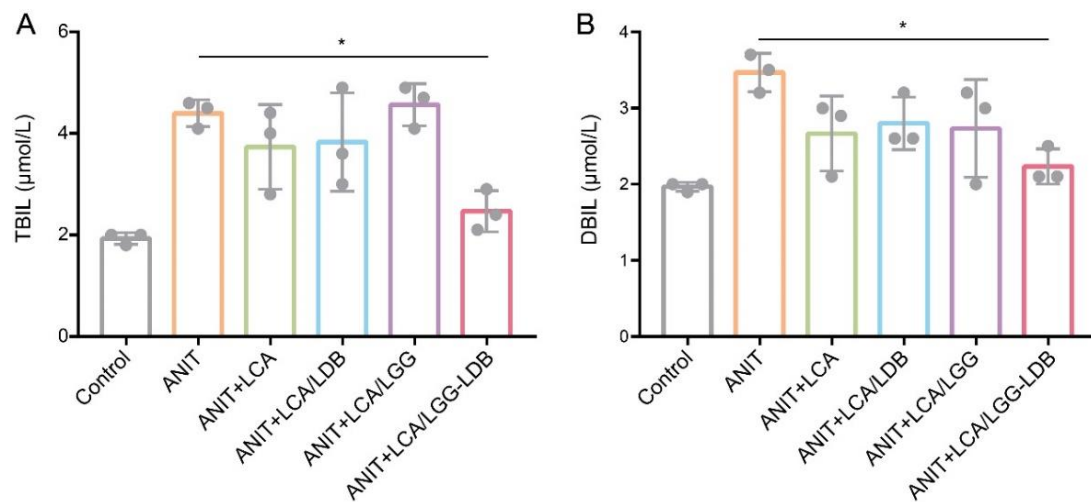 A
TBIL (μmol/L)
6
4
2
0
*
Control
ANIT
ANIT+LCA
ANIT+LCA/LDB
ANIT+LCA/LGG
ANIT+LCA/LGG-LDB
B
DBIL (μmol/L)
4
3
2
1
0
*
Control
ANIT
ANIT+LCA
ANIT+LCA/LDB
ANIT+LCA/LGG
ANIT+LCA/LGG-LDB